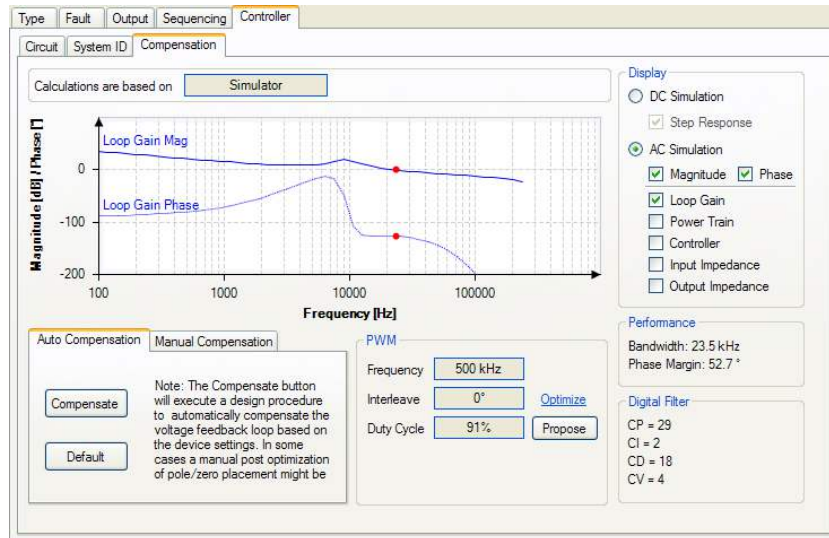 Type Fault Output Sequencing Controller
Circuit System ID Compensation
Calculations are based on Simulator
Magnitude [dB] / Phase [°]
Loop Gain Mag
Loop Gain Phase
0
-100
-200
100 1000 10000 100000
Frequency [Hz]
Display
DC Simulation
Step Response
AC Simulation
Magnitude Phase
Loop Gain
Power Train
Controller
Input Impedance
Output Impedance
Auto Compensation Manual Compensation
Compensate
Default
Note: The Compensate button
will execute a design procedure
to automatically compensate the
voltage feedback loop based on
the device settings. In some
cases a manual post optimization
of pole/zero placement might be
PWM
Frequency 500 kHz
Interleave 0° Optimize
Duty Cycle 91% Propose
Performance
Bandwidth: 23.5 kHz
Phase Margin: 52.7 °
Digital Filter
CP = 29
CI = 2
CD = 18
CV = 4